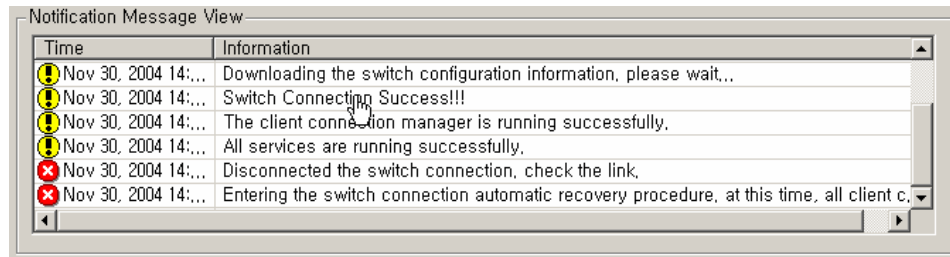 Notification Message View
Time Information
Nov 30, 2004 14:... Downloading the switch configuration information, please wait...
Nov 30, 2004 14:... Switch Connection Success!!!
Nov 30, 2004 14:... The client connection manager is running successfully,
Nov 30, 2004 14:... All services are running successfully,
Nov 30, 2004 14:... Disconnected the switch connection, check the link,
Nov 30, 2004 14:... Entering the switch connection automatic recovery procedure, at this time, all client c,